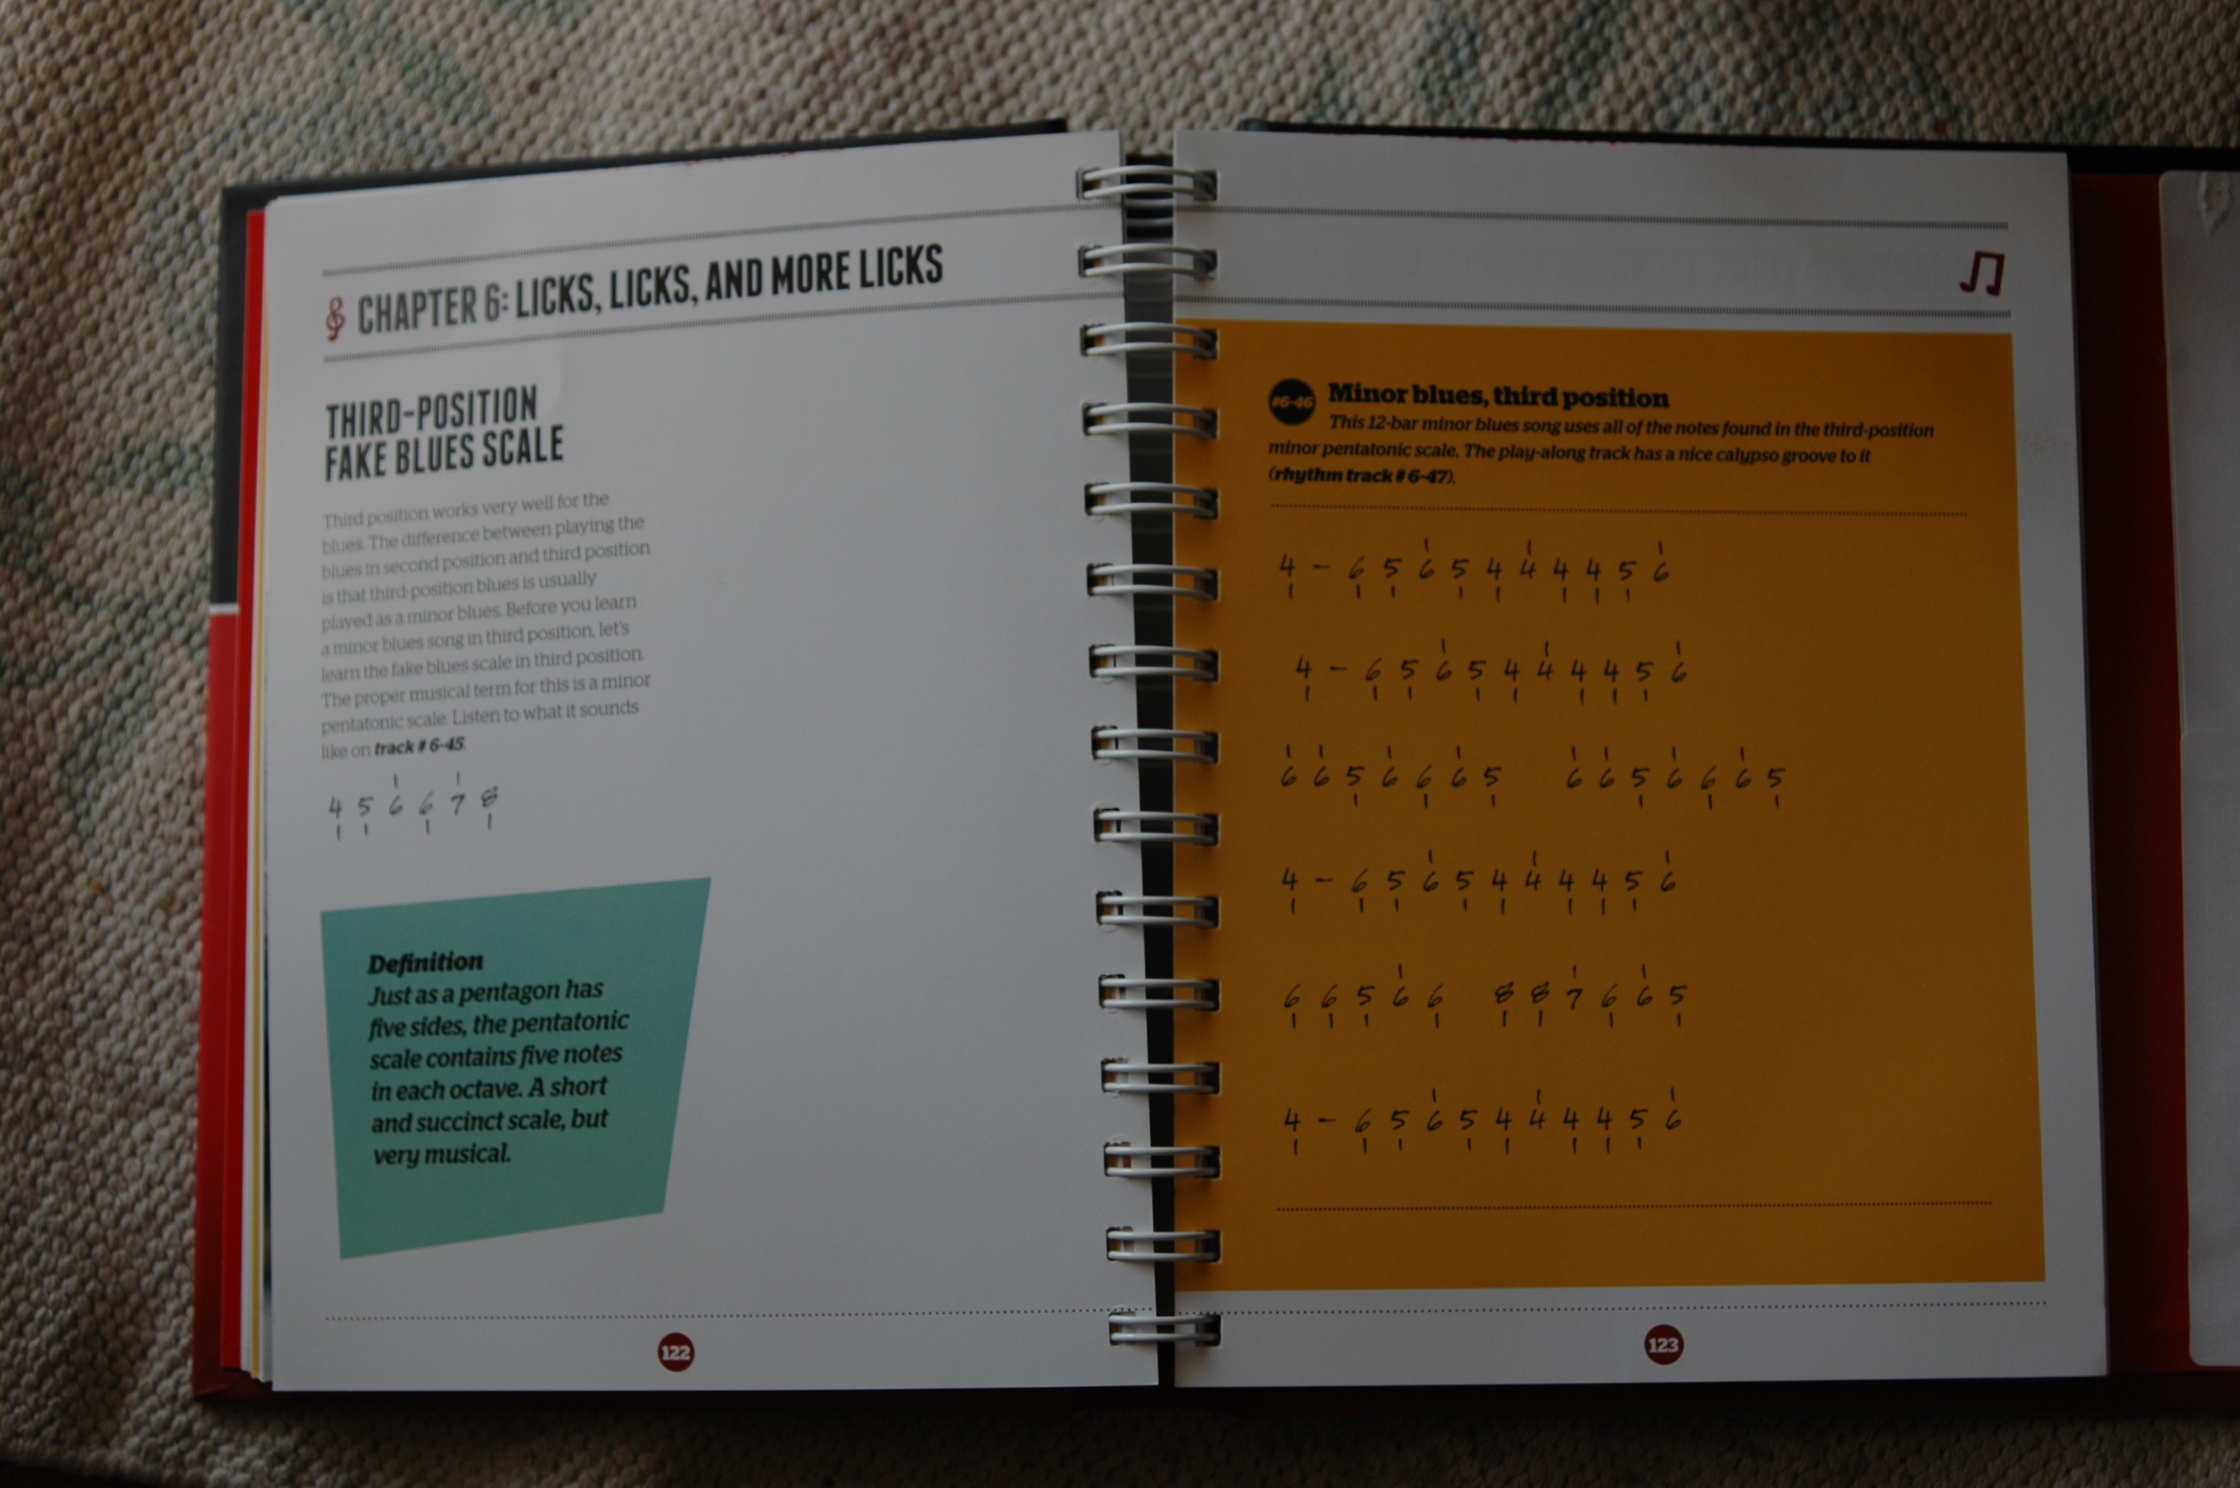 CHAPTER 6: LICKS, LICKS, AND MORE LICKS
THIRD-POSITION
FAKE BLUES SCALE
Third position works very well for the
blues. The difference between playing the
blues in second position and third position
is that third-position blues is usually
played as a minor blues. Before you learn
a minor blues song in third position, let's
learn the fake blues scale in third position.
The proper musical term for this is a minor
pentatonic scale. Listen to what it sounds
like on track # 6-45.
4 5 6 6 7 8
Definition
Just as a pentagon has
five sides, the pentatonic
scale contains five notes
in each octave. A short
and succinct scale, but
very musical.
122
#6-46 Minor blues, third position
This 12-bar minor blues song uses all of the notes found in the third-position
minor pentatonic scale. The play-along track has a nice calypso groove to it
(rhythm track # 6-47).
4 – 6 5 6 5 4 4 4 4 5 6
4 – 6 5 6 5 4 4 4 4 5 6
6 6 5 6 6 6 5 6 6 5 6 6 6 5
4 – 6 5 6 5 4 4 4 4 5 6
6 6 5 6 6 8 8 7 6 6 5
4 – 6 5 6 5 4 4 4 4 5 6
123